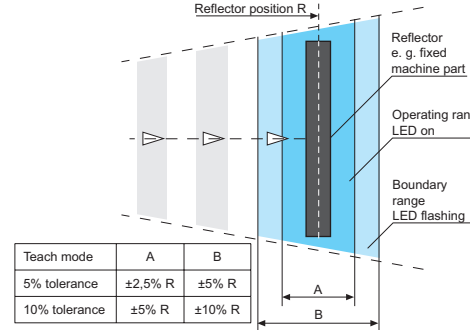 Reflector position R
Reflector
e. g. fixed
machine part
Operating ran
LED on
Boundary
range
LED flashing
A
B
Teach mode A B
5% tolerance ±2,5% R ±5% R
10% tolerance ±5% R ±10% R